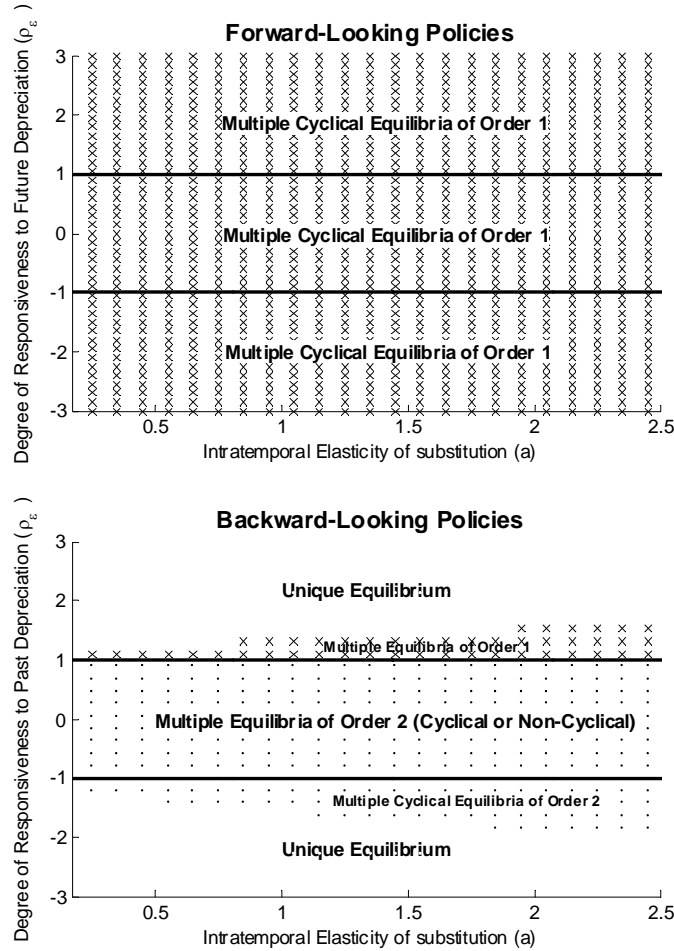 Forward-Looking Policies
Degree of Responsiveness to Future Depreciation (ρε )
3
2
1
0
-1
-2
-3
Multiple Cyclical Equilibria of Order 1
Multiple Cyclical Equilibria of Order 1
Multiple Cyclical Equilibria of Order 1
0.5 1 1.5 2 2.5
Intratemporal Elasticity of substitution (a)
Backward-Looking Policies
Degree of Responsiveness to Past Depreciation (ρε )
3
2
1
0
-1
-2
-3
Unique Equilibrium
Multiple Equilibria of Order 1
Multiple Equilibria of Order 2 (Cyclical or Non-Cyclical)
Multiple Cyclical Equilibria of Order 2
Unique Equilibrium
0.5 1 1.5 2 2.5
Intratemporal Elasticity of substitution (a)